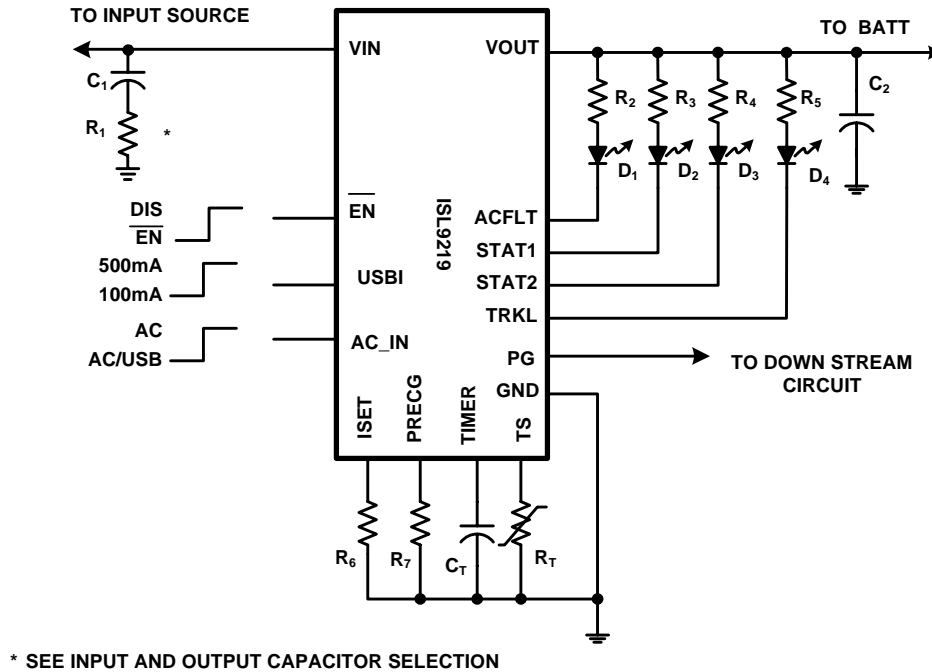 TO INPUT SOURCE
VIN
VOUT
TO BATT
C1
R1
*
R2
R3
R4
R5
C2
D1
D2
D3
D4
DIS
EN
500mA
100mA
AC
AC/USB
EN
USBI
AC_IN
ISL9219
ACFLT
STAT1
STAT2
TRKL
PG
GND
TO DOWN STREAM
CIRCUIT
ISET
PRECG
TIMER
TS
R6
R7
CT
RT
* SEE INPUT AND OUTPUT CAPACITOR SELECTION